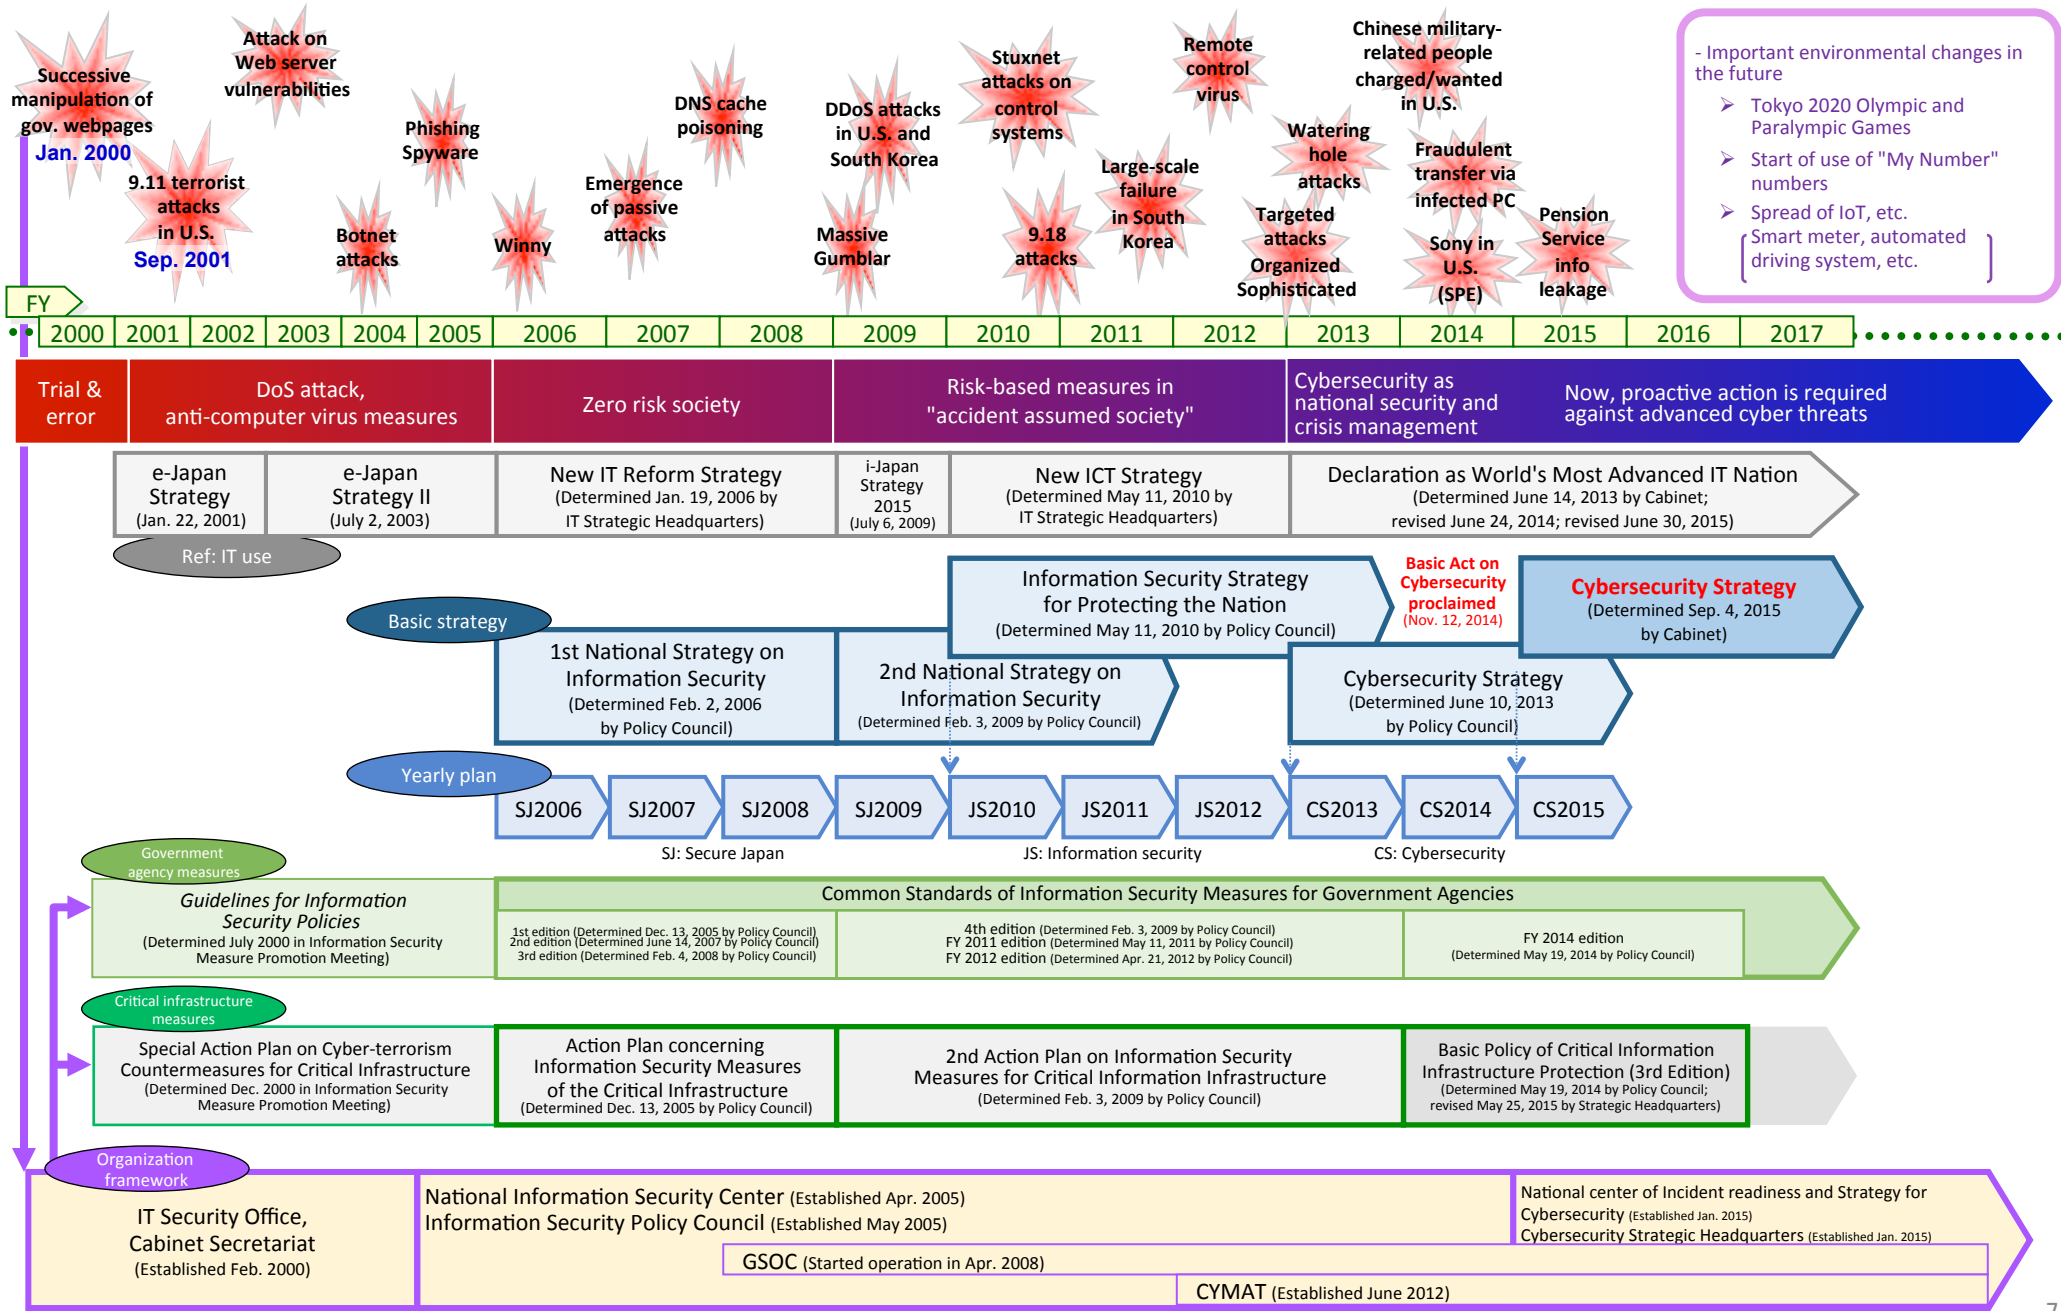 Successive
manipulation of
gov. webpages
Jan. 2000
9.11 terrorist
attacks
in U.S.
Sep. 2001
Attack on
Web server
vulnerabilities
Botnet
attacks
Phishing
Spyware
Winny
Emergence
of passive
attacks
DNS cache
poisoning
DDoS attacks
in U.S. and
South Korea
Massive
Gumblar
Stuxnet
attacks on
control
systems
9.18
attacks
Large-scale
failure
in South
Korea
Remote
control
virus
Watering
hole
attacks
Targeted
attacks
Organized
Sophisticated
Chinese military-
related people
charged/wanted
in U.S.
Fraudulent
transfer via
infected PC
Sony in
U.S.
(SPE)
Pension
Service
info
leakage
- Important environmental changes in
the future
➢ Tokyo 2020 Olympic and
Paralympic Games
➢ Start of use of "My Number"
numbers
➢ Spread of IoT, etc.
Smart meter, automated
driving system, etc.
FY
2000 2001 2002 2003 2004 2005 2006 2007 2008 2009 2010 2011 2012 2013 2014 2015 2016 2017
Trial &
error
DoS attack,
anti-computer virus measures
Zero risk society
Risk-based measures in
"accident assumed society"
Cybersecurity as
national security and
crisis management
Now, proactive action is required
against advanced cyber threats
e-Japan
Strategy
(Jan. 22, 2001)
e-Japan
Strategy II
(July 2, 2003)
New IT Reform Strategy
(Determined Jan. 19, 2006 by
IT Strategic Headquarters)
i-Japan
Strategy
2015
(July 6, 2009)
New ICT Strategy
(Determined May 11, 2010 by
IT Strategic Headquarters)
Declaration as World's Most Advanced IT Nation
(Determined June 14, 2013 by Cabinet;
revised June 24, 2014; revised June 30, 2015)
Ref: IT use
Basic strategy
1st National Strategy on
Information Security
(Determined Feb. 2, 2006
by Policy Council)
2nd National Strategy on
Information Security
(Determined Feb. 3, 2009 by Policy Council)
Information Security Strategy
for Protecting the Nation
(Determined May 11, 2010 by Policy Council)
Basic Act on
Cybersecurity
proclaimed
(Nov. 12, 2014)
Cybersecurity Strategy
(Determined June 10, 2013
by Policy Council)
Cybersecurity Strategy
(Determined Sep. 4, 2015
by Cabinet)
Yearly plan
SJ2006 SJ2007 SJ2008 SJ2009 JS2010 JS2011 JS2012 CS2013 CS2014 CS2015
SJ: Secure Japan
JS: Information security
CS: Cybersecurity
Government
agency measures
Guidelines for Information
Security Policies
(Determined July 2000 in Information Security
Measure Promotion Meeting)
Common Standards of Information Security Measures for Government Agencies
1st edition (Determined Dec. 13, 2005 by Policy Council)
2nd edition (Determined June 14, 2007 by Policy Council)
3rd edition (Determined Feb. 4, 2008 by Policy Council)
4th edition (Determined Feb. 3, 2009 by Policy Council)
FY 2011 edition (Determined May 11, 2011 by Policy Council)
FY 2012 edition (Determined Apr. 21, 2012 by Policy Council)
FY 2014 edition
(Determined May 19, 2014 by Policy Council)
Critical infrastructure
measures
Special Action Plan on Cyber-terrorism
Countermeasures for Critical Infrastructure
(Determined Dec. 2000 in Information Security
Measure Promotion Meeting)
Action Plan concerning
Information Security Measures
of the Critical Infrastructure
(Determined Dec. 13, 2005 by Policy Council)
2nd Action Plan on Information Security
Measures for Critical Information Infrastructure
(Determined Feb. 3, 2009 by Policy Council)
Basic Policy of Critical Information
Infrastructure Protection (3rd Edition)
(Determined May 19, 2014 by Policy Council;
revised May 25, 2015 by Strategic Headquarters)
Organization
framework
IT Security Office,
Cabinet Secretariat
(Established Feb. 2000)
National Information Security Center (Established Apr. 2005)
Information Security Policy Council (Established May 2005)
National center of Incident readiness and Strategy for
Cybersecurity (Established Jan. 2015)
Cybersecurity Strategic Headquarters (Established Jan. 2015)
GSOC (Started operation in Apr. 2008)
CYMAT (Established June 2012)
7